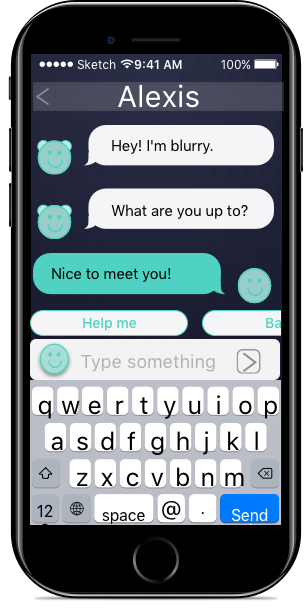 Sketch 9:41 AM 100%
Alexis
Hey! I'm blurry.
What are you up to?
Nice to meet you!
Help me Ba
Type something
q w e r t y u i o p
a s d f g h j k l
z x c v b n m
12 space @ . Send